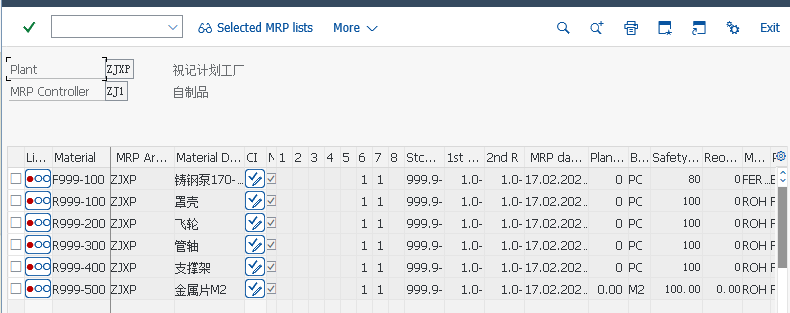 Selected MRP lists More Exit
Plant ZJXP 祝记计划工厂
MRP Controller ZJ1 自制品
Li... Material MRP Ar... Material D... CI N 1 2 3 4 5 6 7 8 Stc... 1st ... 2nd R MRP da... Plan... B... Safety... Reo... M... P
F999-100 ZJXP 铸钢泵170-... 1 1 999.9- 1.0- 1.0- 17.02.202... 0 PC 80 0 FER... E
R999-100 ZJXP 罩壳 1 1 999.9- 1.0- 1.0- 17.02.202... 0 PC 100 0 ROH F
R999-200 ZJXP 飞轮 1 1 999.9- 1.0- 1.0- 17.02.202... 0 PC 100 0 ROH F
R999-300 ZJXP 管轴 1 1 999.9- 1.0- 1.0- 17.02.202... 0 PC 100 0 ROH F
R999-400 ZJXP 支撑架 1 1 999.9- 1.0- 1.0- 17.02.202... 0 PC 100 0 ROH F
R999-500 ZJXP 金属片M2 1 1 999.9- 1.0- 1.0- 17.02.202... 0.00 M2 100.00 0.00 ROH F